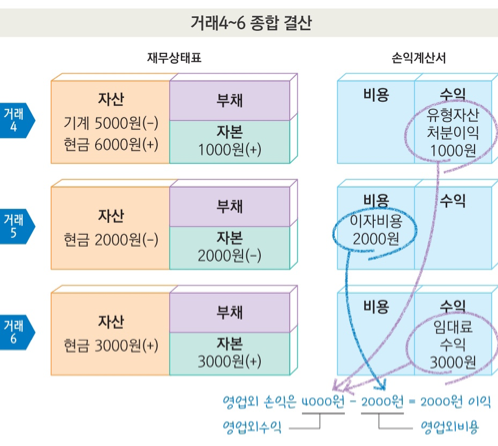 거래4~6 종합 결산
재무상태표
손익계산서
거래
4
자산
기계 5000원(-)
현금 6000원(+)
부채
자본
1000원(+)
비용
수익
유형자산
처분이익
1000원
거래
5
자산
현금 2000원(-)
부채
자본
2000원(-)
비용
이자비용
2000원
수익
거래
6
자산
현금 3000원(+)
부채
자본
3000원(+)
비용
수익
임대료
수익
3000원
영업외 손익은 4000원 - 2000원 = 2000원 이익
영업외수익
영업외비용